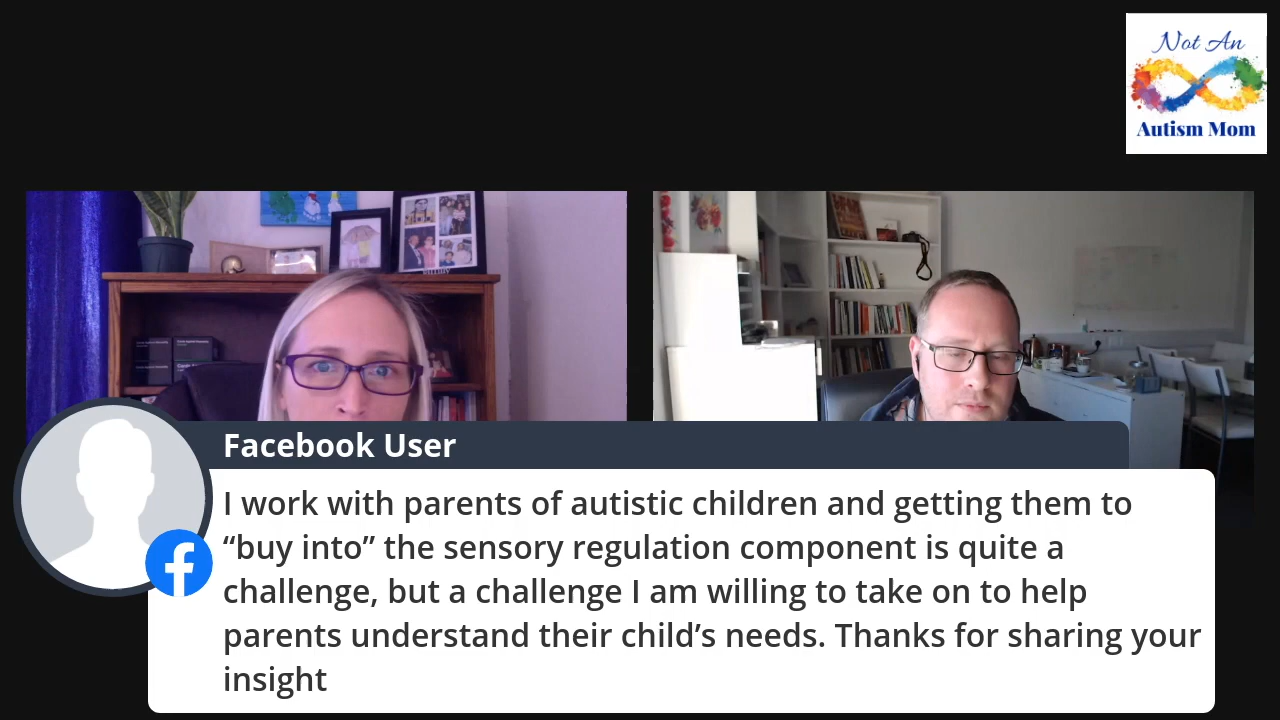 Not An
Autism Mom
Facebook User
I work with parents of autistic children and getting them to
“buy into” the sensory regulation component is quite a
challenge, but a challenge I am willing to take on to help
parents understand their child’s needs. Thanks for sharing your
insight